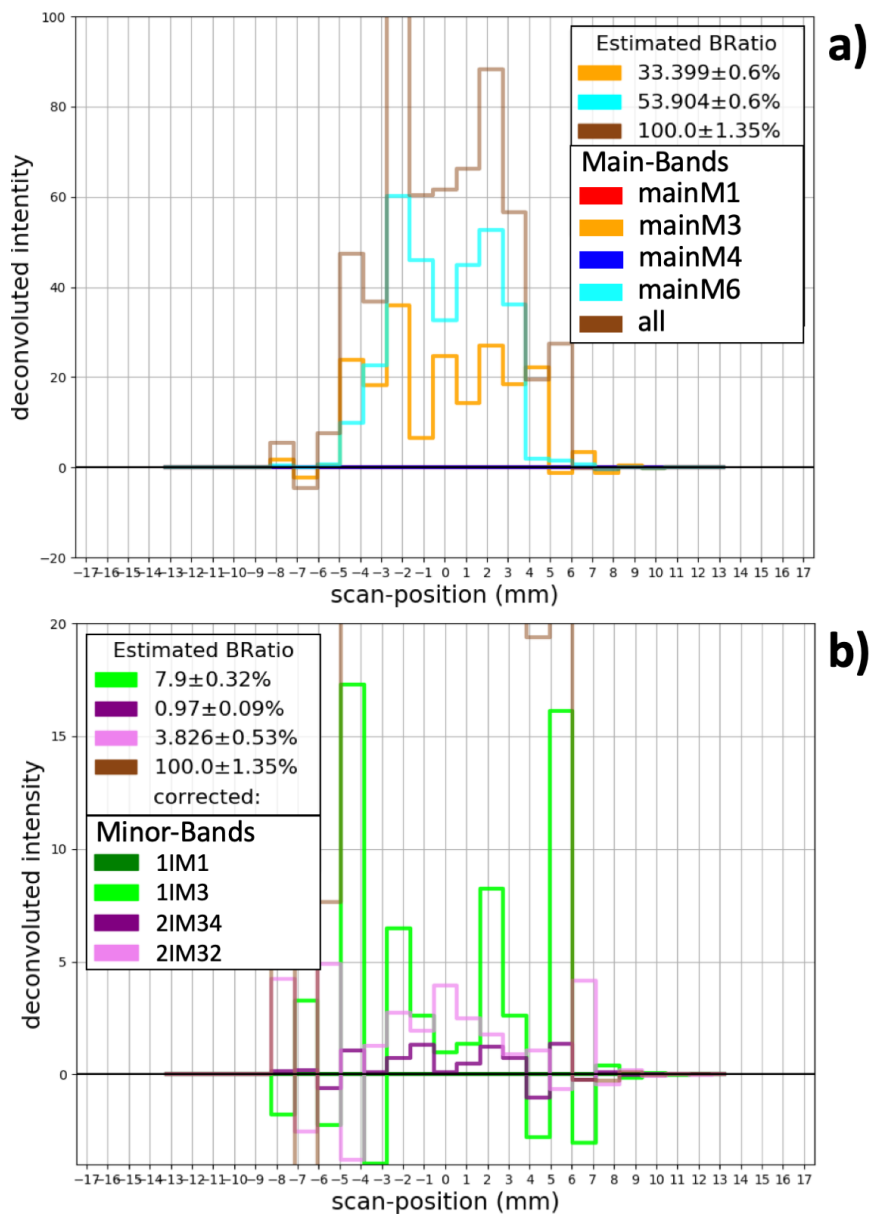 a)
Estimated BRatio
33.399±0.6%
53.904±0.6%
100.0±1.35%
Main-Bands
mainM1
mainM3
mainM4
mainM6
all
deconvoluted intentity
100
80
60
40
20
0
−20
−17−16−15−14−13−12−11−10 −9 −8 −7 −6 −5 −4 −3 −2 −1 0 1 2 3 4 5 6 7 8 9 10 11 12 13 14 15 16 17
scan-position (mm)
b)
Estimated BRatio
7.9±0.32%
0.97±0.09%
3.826±0.53%
100.0±1.35%
corrected:
Minor-Bands
1IM1
1IM3
2IM34
2IM32
deconvoluted intensity
20
15
10
5
0
−17−16−15−14−13−12−11−10 −9 −8 −7 −6 −5 −4 −3 −2 −1 0 1 2 3 4 5 6 7 8 9 10 11 12 13 14 15 16 17
scan-position (mm)